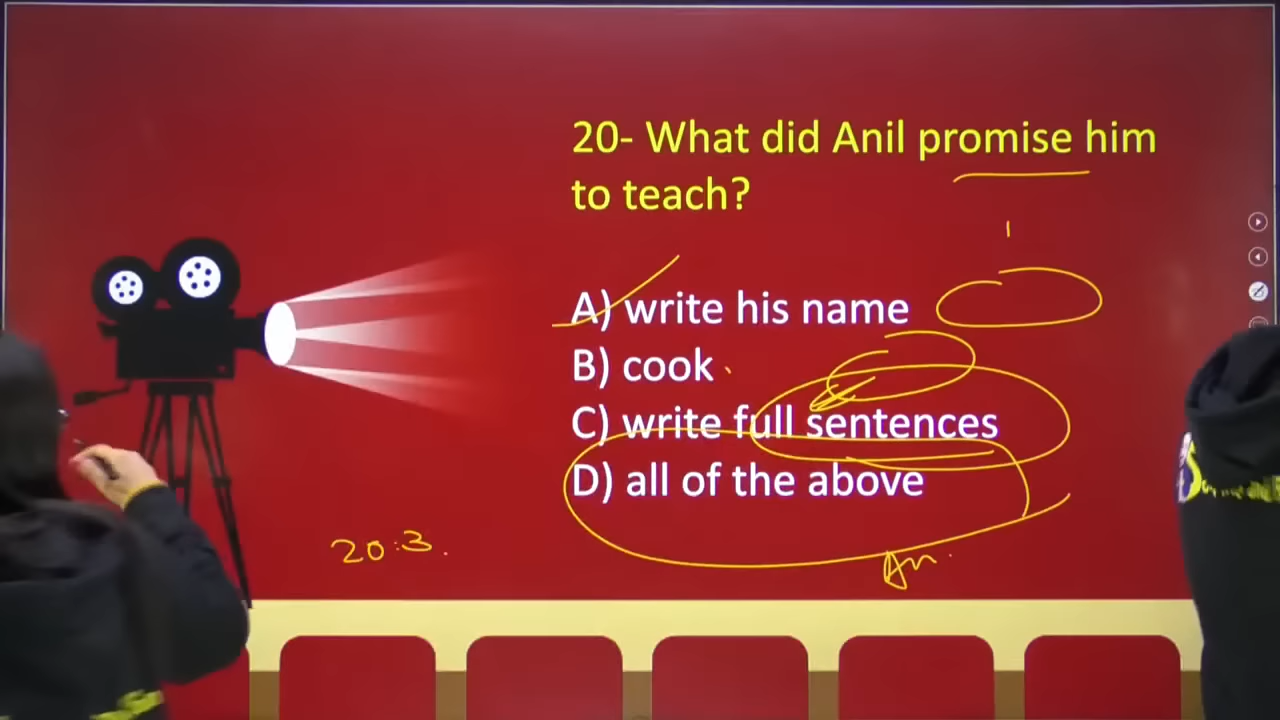 20- What did Anil promise him
to teach?
A) write his name
B) cook
C) write full sentences
D) all of the above
20:3.
An.